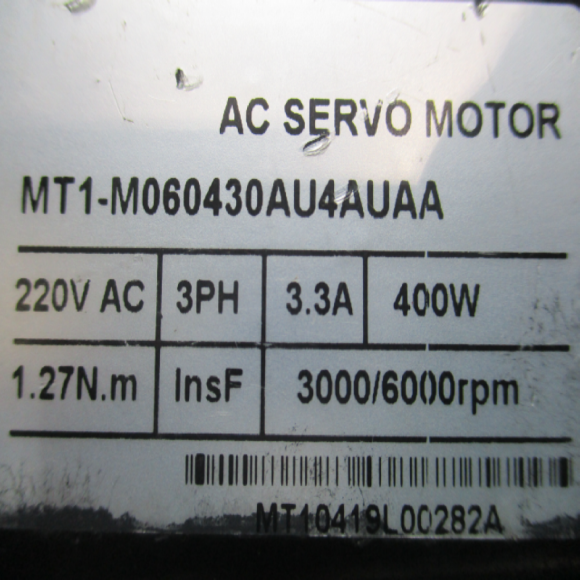 AC SERVO MOTOR
MT1-M060430AU4AUAA
220V AC 3PH 3.3A 400W
1.27N.m InsF 3000/6000rpm
MT10419L00282A